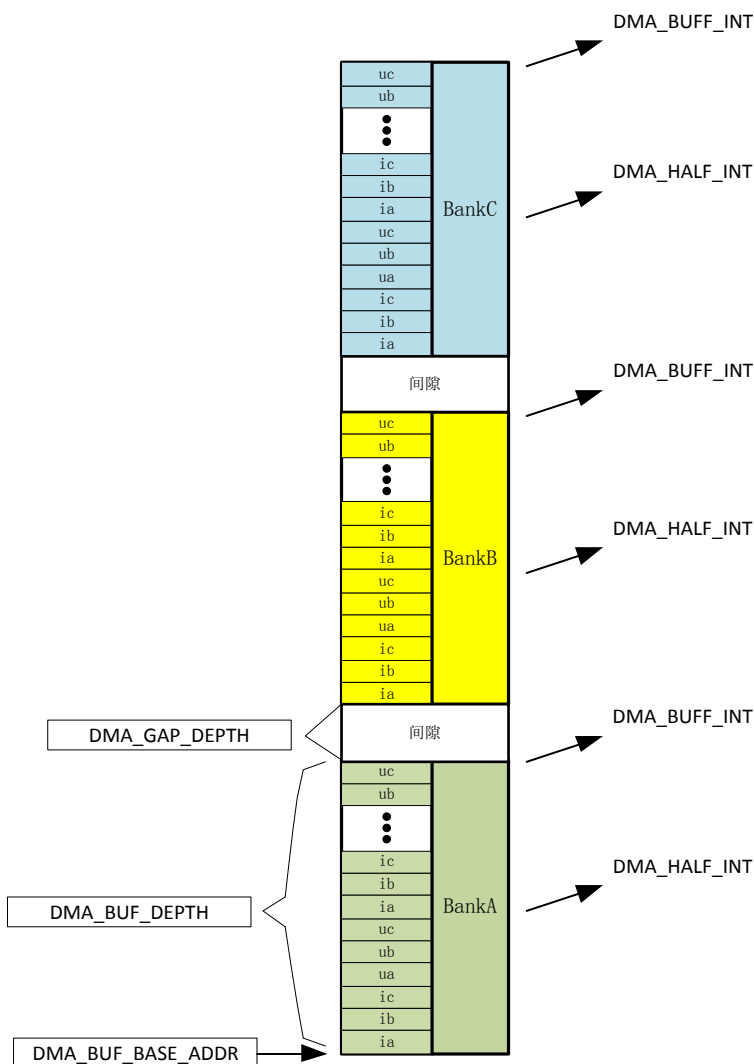 DMA_BUFF_INT
uc
ub
DMA_HALF_INT
ic
ib
ia
BankC
uc
ub
ua
ic
ib
ia
间隙
DMA_BUFF_INT
uc
ub
ic
DMA_HALF_INT
ib
ia
BankB
uc
ub
ua
ic
ib
ia
DMA_BUFF_INT
DMA_GAP_DEPTH
间隙
uc
ub
ic
DMA_HALF_INT
ib
ia
BankA
DMA_BUF_DEPTH
uc
ub
ua
ic
ib
ia
DMA_BUF_BASE_ADDR